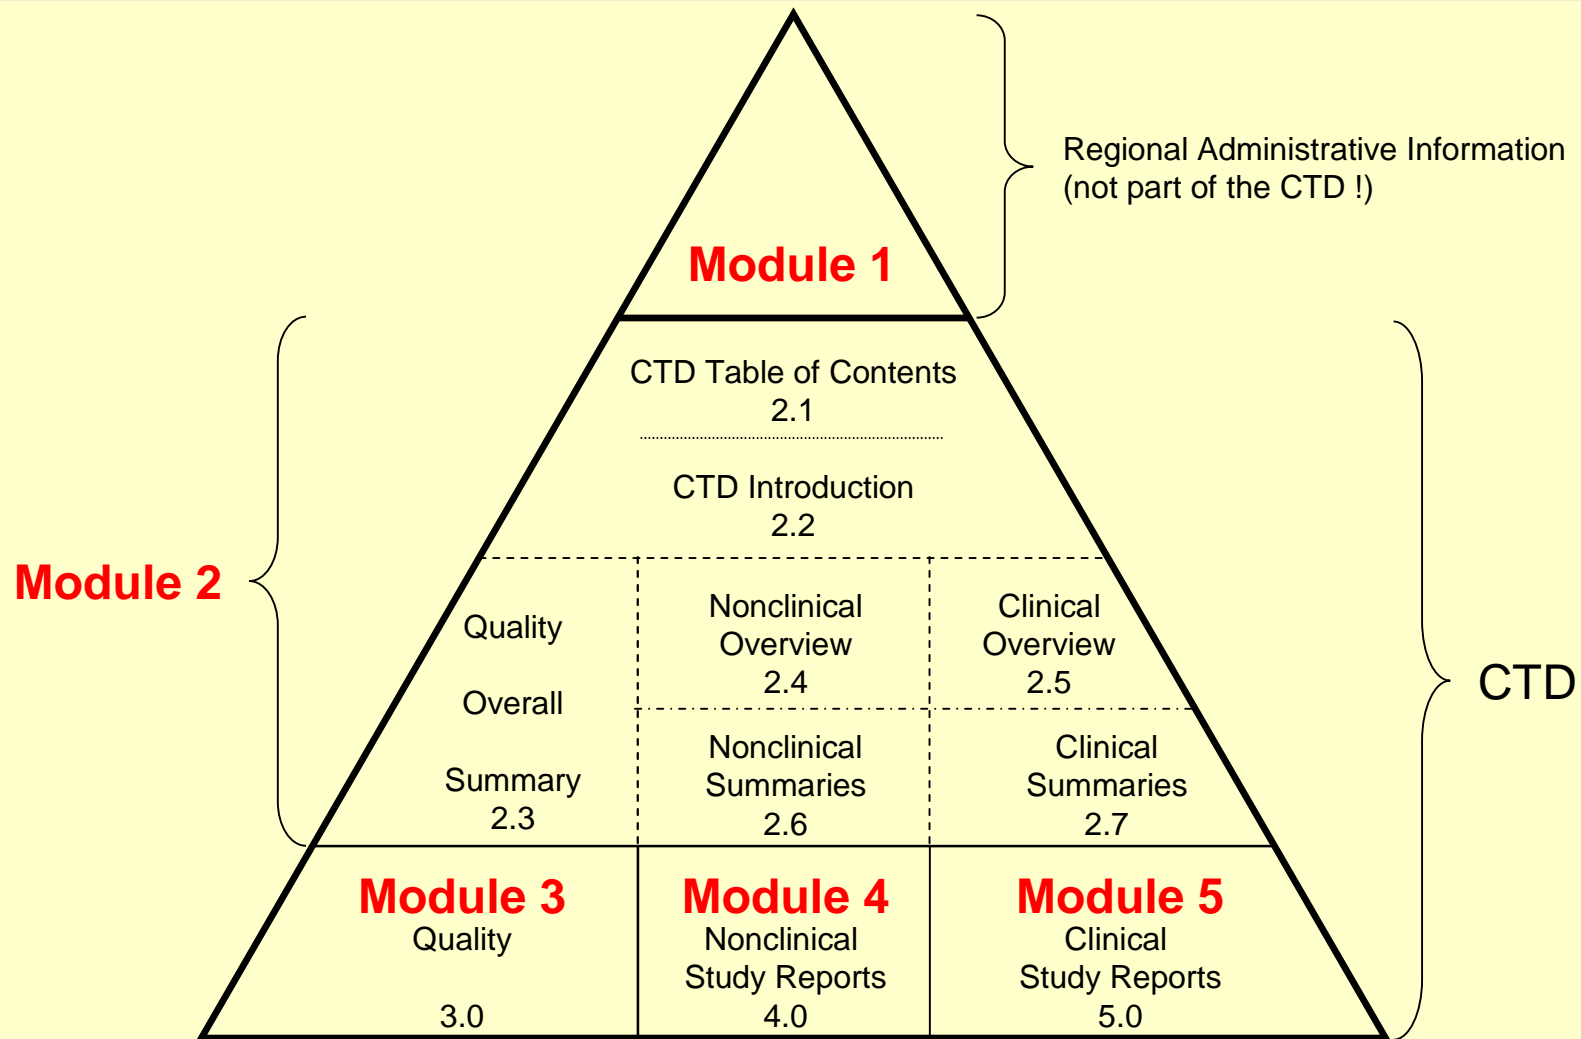 Regional Administrative Information
(not part of the CTD !)
Module 1
CTD Table of Contents
2.1
CTD Introduction
2.2
Module 2
Quality
Overall
Summary
2.3
Nonclinical
Overview
2.4
Clinical
Overview
2.5
Nonclinical
Summaries
2.6
Clinical
Summaries
2.7
CTD
Module 3
Quality
3.0
Module 4
Nonclinical
Study Reports
4.0
Module 5
Clinical
Study Reports
5.0